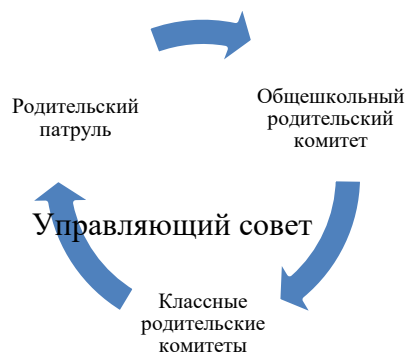 Родительский
патруль
Общешкольный
родительский
комитет
Управляющий совет
Классные
родительские
комитеты